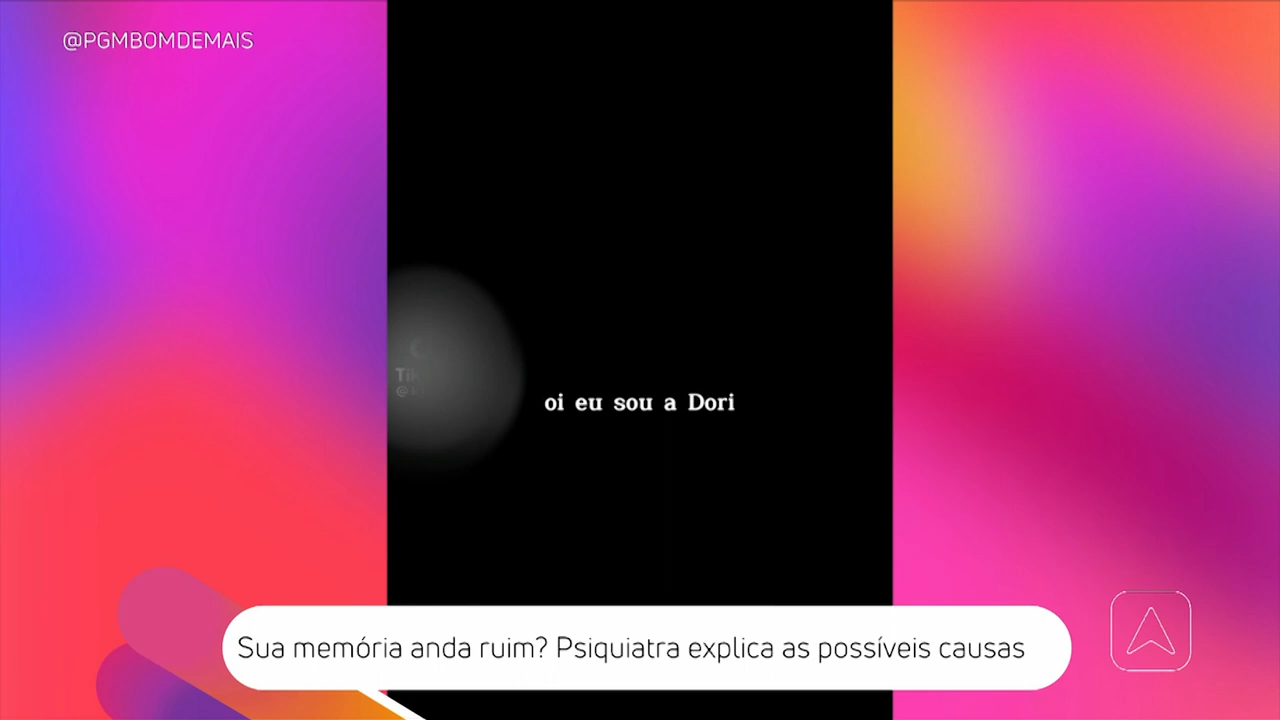 @PGMBOMDEMAIS
oi eu sou a Dori
Sua memória anda ruim? Psiquiatra explica as possíveis causas